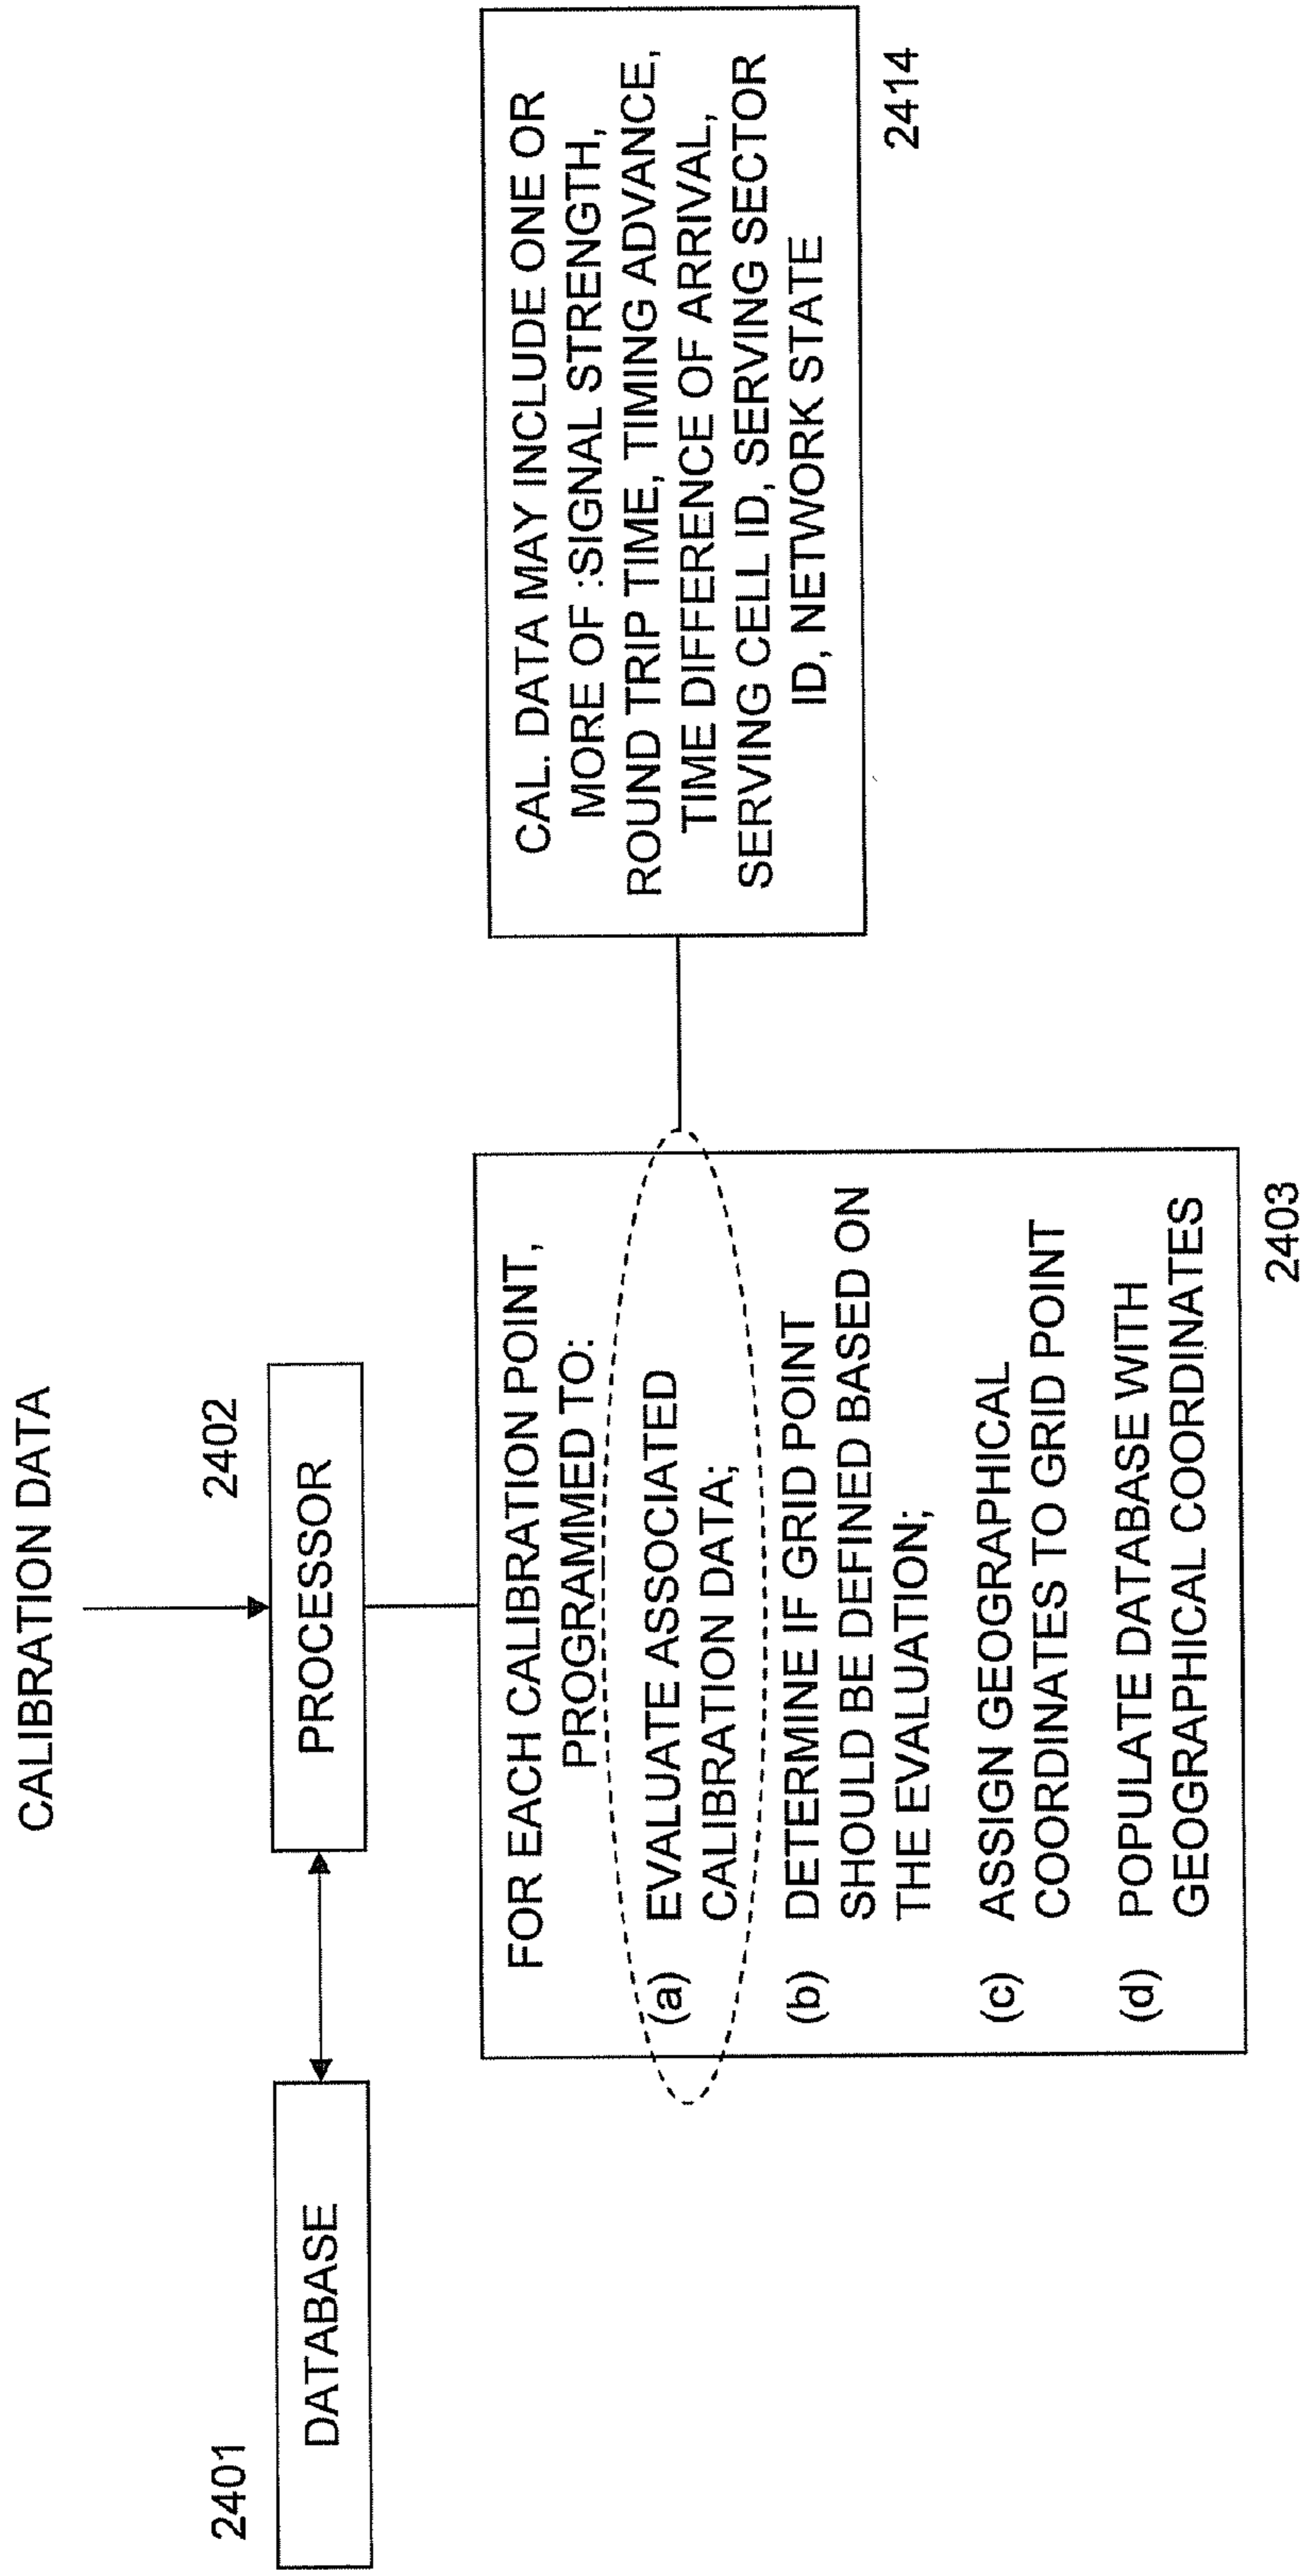 CALIBRATION DATA
2401
2402
DATABASE
PROCESSOR
FOR EACH CALIBRATION POINT,
PROGRAMMED TO:
(a) EVALUATE ASSOCIATED
CALIBRATION DATA;
(b) DETERMINE IF GRID POINT
SHOULD BE DEFINED BASED ON
THE EVALUATION;
(c) ASSIGN GEOGRAPHICAL
COORDINATES TO GRID POINT
(d) POPULATE DATABASE WITH
GEOGRAPHICAL COORDINATES
2403
CAL. DATA MAY INCLUDE ONE OR
MORE OF :SIGNAL STRENGTH,
ROUND TRIP TIME, TIMING ADVANCE,
TIME DIFFERENCE OF ARRIVAL,
SERVING CELL ID, SERVING SECTOR
ID, NETWORK STATE
2414